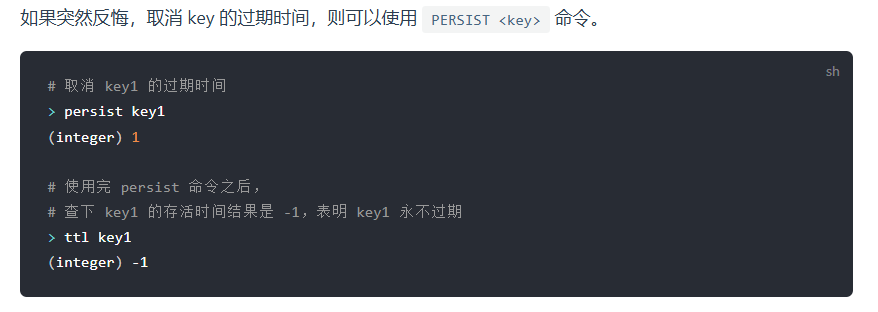 如果突然反悔，取消 key 的过期时间，则可以使用 PERSIST <key> 命令。
sh
# 取消 key1 的过期时间
> persist key1
(integer) 1
# 使用完 persist 命令之后，
# 查下 key1 的存活时间结果是 -1，表明 key1 永不过期
> ttl key1
(integer) -1